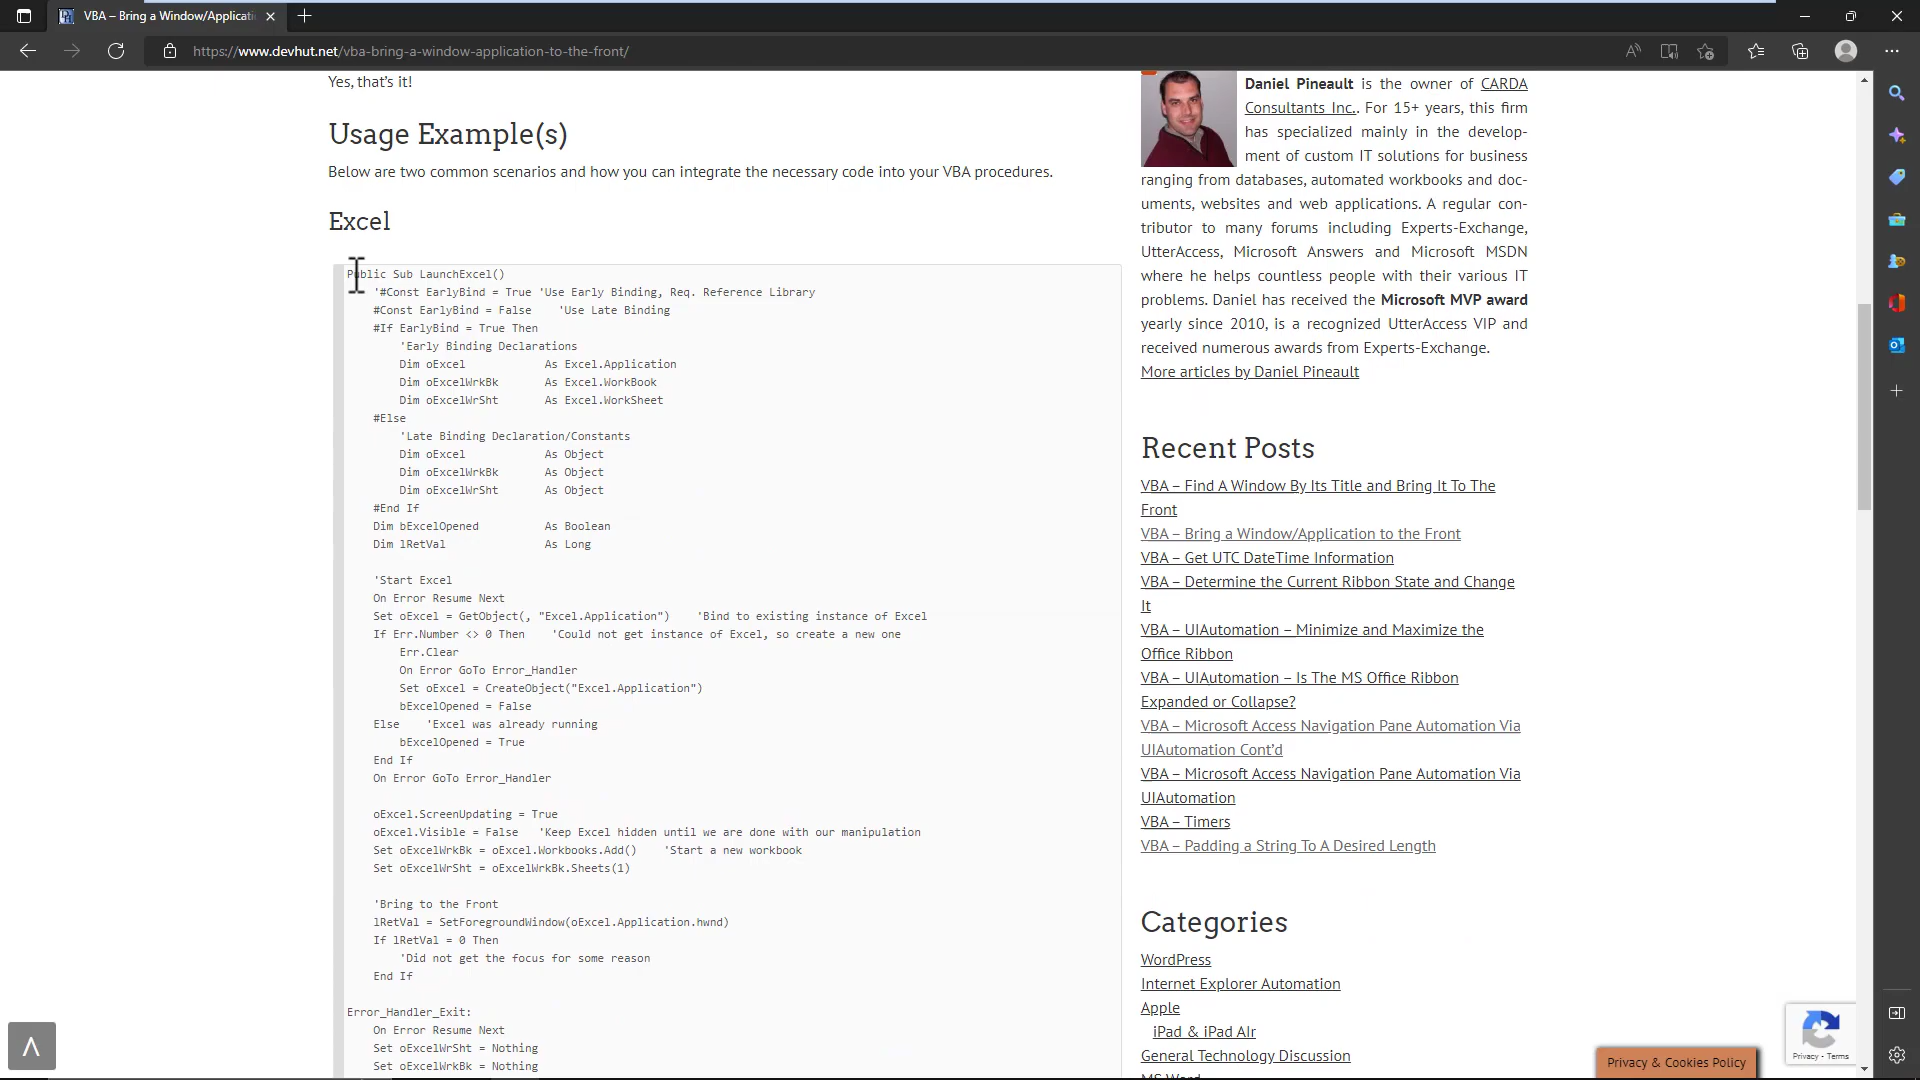 VBA – Bring a Window/Applicati
https://www.devhut.net/vba-bring-a-window-application-to-the-front/
Yes, that's it!
Usage Example(s)
Below are two common scenarios and how you can integrate the necessary code into your VBA procedures.
Excel
Public Sub LaunchExcel()
    '#Const EarlyBind = True 'Use Early Binding, Req. Reference Library
    #Const EarlyBind = False    'Use Late Binding
    #If EarlyBind = True Then
        'Early Binding Declarations
        Dim oExcel            As Excel.Application
        Dim oExcelWrkBk       As Excel.WorkBook
        Dim oExcelWrSht       As Excel.WorkSheet
    #Else
        'Late Binding Declaration/Constants
        Dim oExcel            As Object
        Dim oExcelWrkBk       As Object
        Dim oExcelWrSht       As Object
    #End If
    Dim bExcelOpened          As Boolean
    Dim lRetVal               As Long
    'Start Excel
    On Error Resume Next
    Set oExcel = GetObject(, "Excel.Application")    'Bind to existing instance of Excel
    If Err.Number <> 0 Then    'Could not get instance of Excel, so create a new one
        Err.Clear
        On Error GoTo Error_Handler
        Set oExcel = CreateObject("Excel.Application")
        bExcelOpened = False
    Else    'Excel was already running
        bExcelOpened = True
    End If
    On Error GoTo Error_Handler
    oExcel.ScreenUpdating = True
    oExcel.Visible = False   'Keep Excel hidden until we are done with our manipulation
    Set oExcelWrkBk = oExcel.Workbooks.Add()    'Start a new workbook
    Set oExcelWrSht = oExcelWrkBk.Sheets(1)
    'Bring to the Front
    lRetVal = SetForegroundWindow(oExcel.Application.hwnd)
    If lRetVal = 0 Then
        'Did not get the focus for some reason
    End If
Error_Handler_Exit:
    On Error Resume Next
    Set oExcelWrSht = Nothing
    Set oExcelWrkBk = Nothing
Daniel Pineault is the owner of CARDA
Consultants Inc.. For 15+ years, this firm
has specialized mainly in the develop-
ment of custom IT solutions for business
ranging from databases, automated workbooks and doc-
uments, websites and web applications. A regular con-
tributor to many forums including Experts-Exchange,
UtterAccess, Microsoft Answers and Microsoft MSDN
where he helps countless people with their various IT
problems. Daniel has received the Microsoft MVP award
yearly since 2010, is a recognized UtterAccess VIP and
received numerous awards from Experts-Exchange.
More articles by Daniel Pineault
Recent Posts
VBA – Find A Window By Its Title and Bring It To The
Front
VBA – Bring a Window/Application to the Front
VBA – Get UTC DateTime Information
VBA – Determine the Current Ribbon State and Change
It
VBA – UIAutomation – Minimize and Maximize the
Office Ribbon
VBA – UIAutomation – Is The MS Office Ribbon
Expanded or Collapse?
VBA – Microsoft Access Navigation Pane Automation Via
UIAutomation Cont'd
VBA – Microsoft Access Navigation Pane Automation Via
UIAutomation
VBA – Timers
VBA – Padding a String To A Desired Length
Categories
WordPress
Internet Explorer Automation
Apple
iPad & iPad AIr
General Technology Discussion
MS Word
Privacy - Terms
Privacy & Cookies Policy